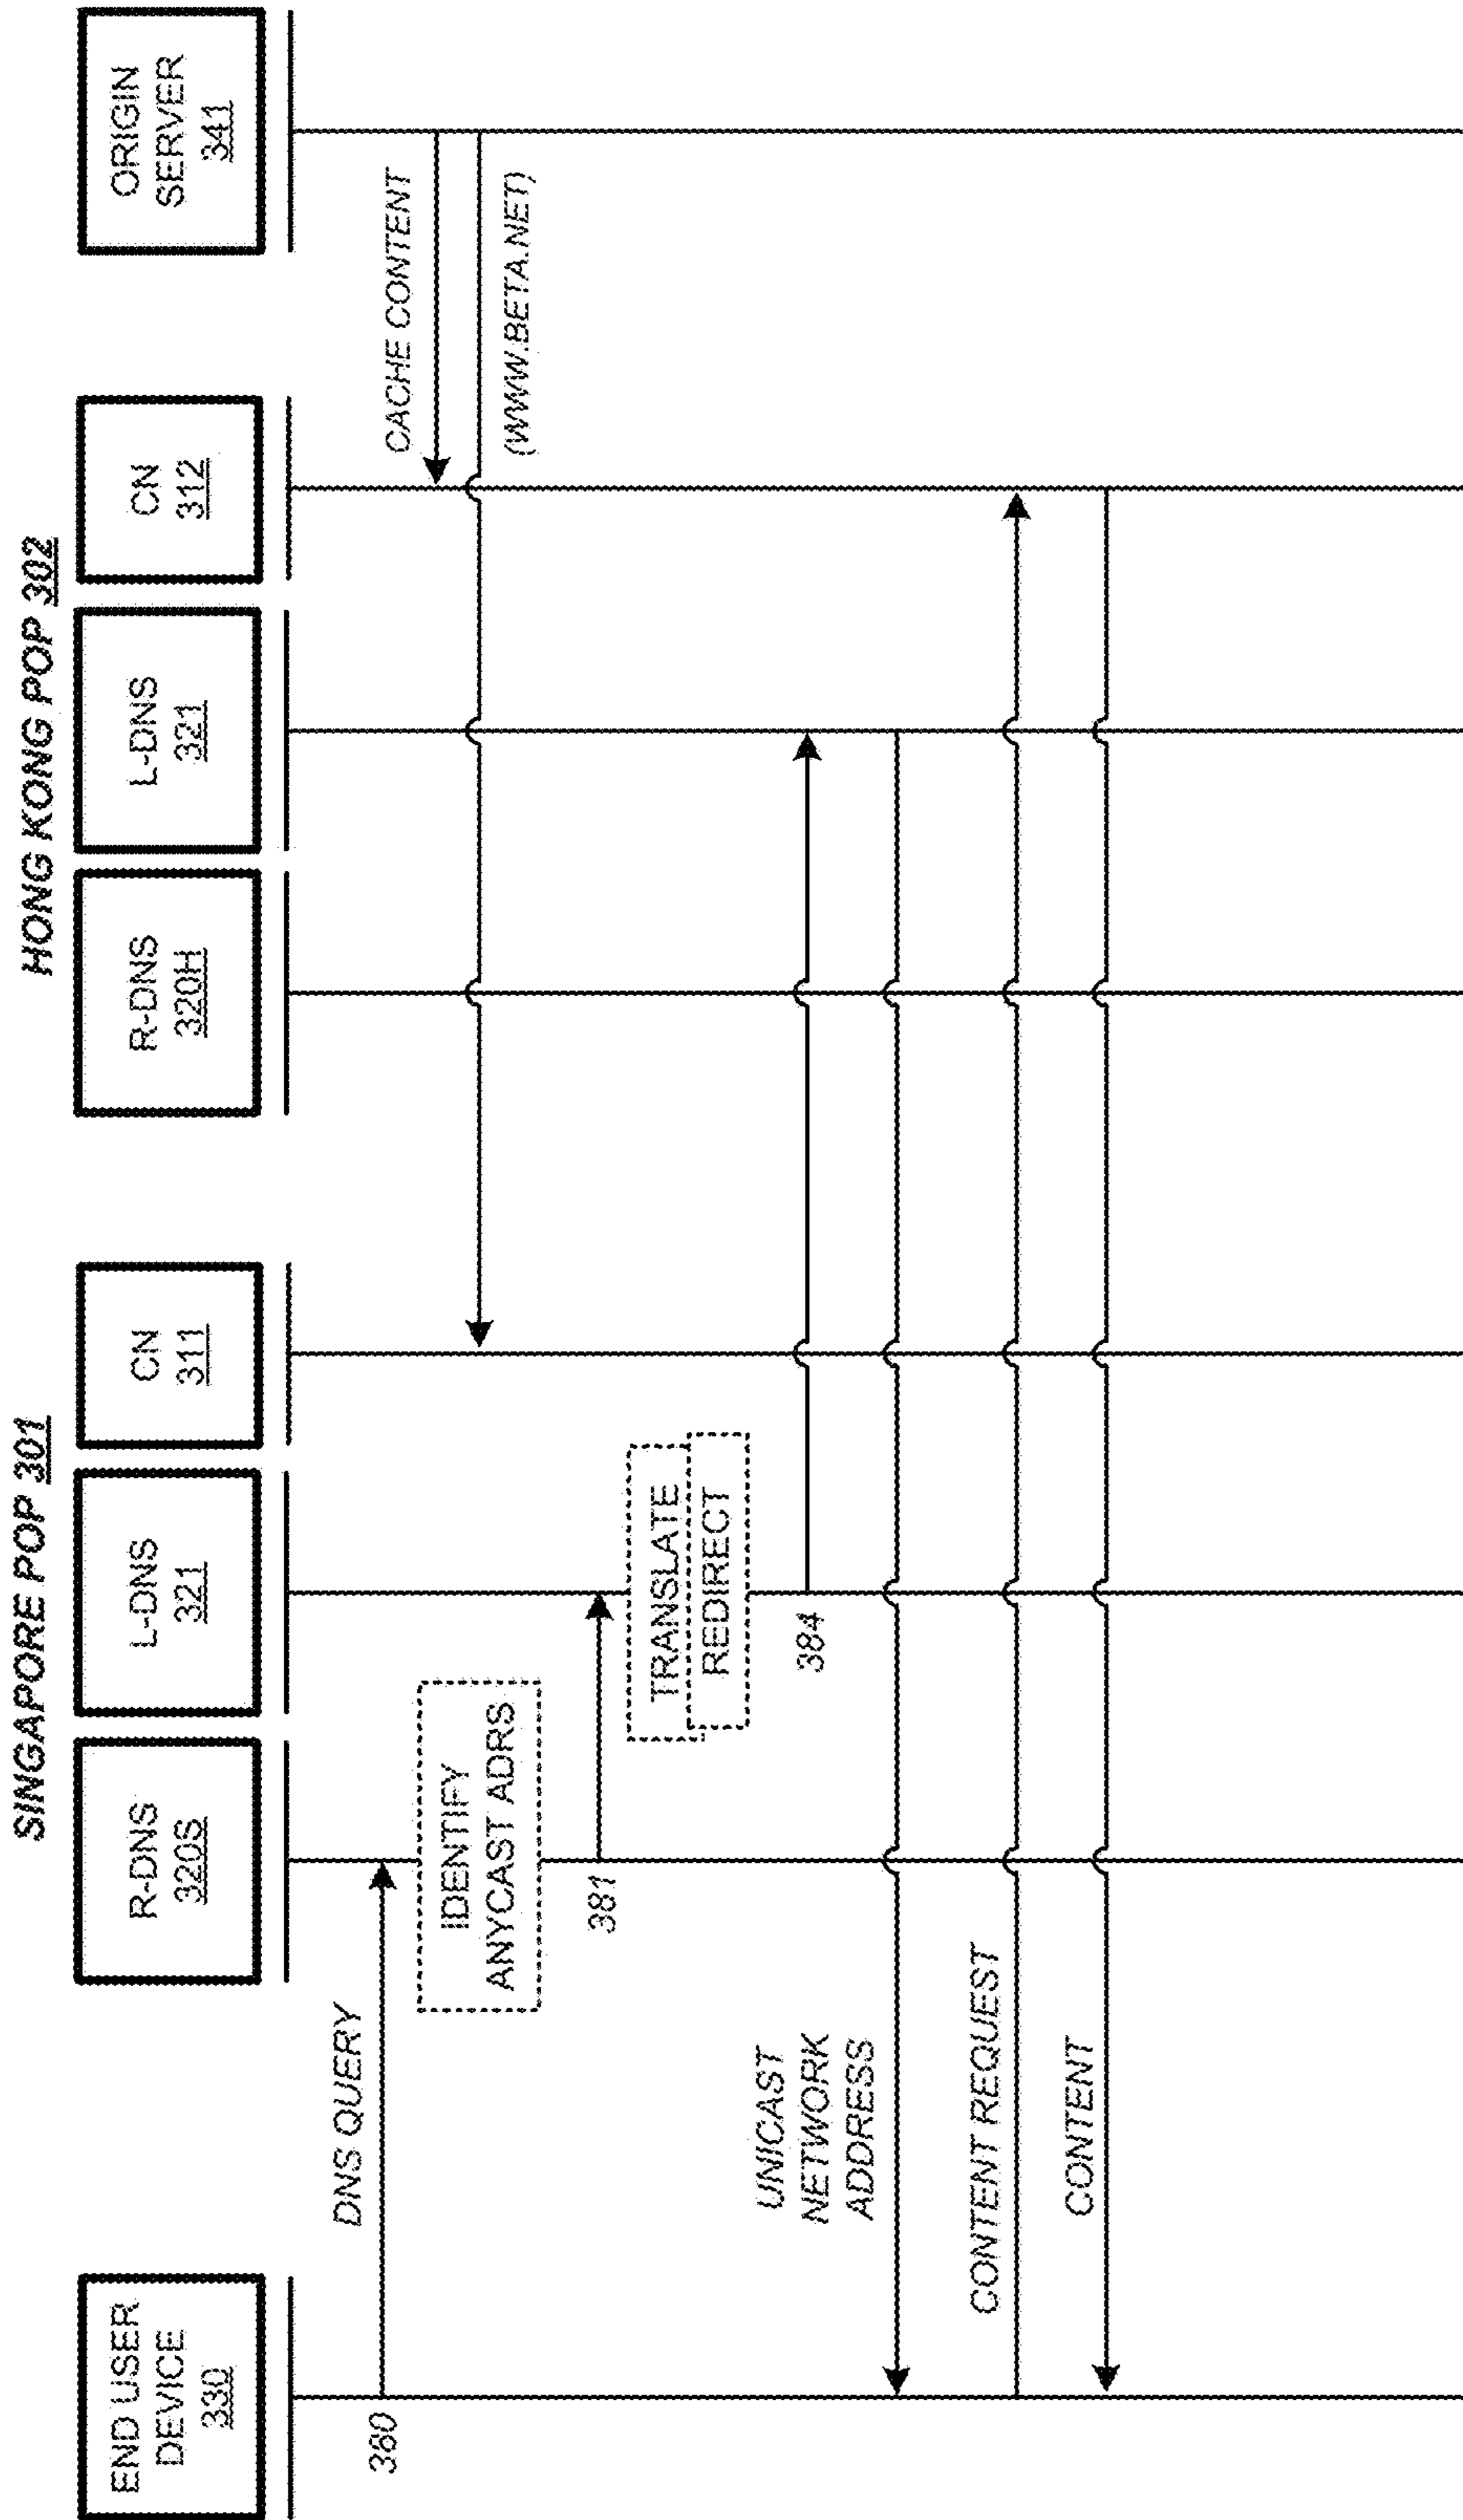 SINGAPORE POP 301
HONG KONG POP 302
END USER
DEVICE
330
R-DNS
320S
L-DNS
321
CN
311
R-DNS
320H
L-DNS
321
CN
312
ORIGIN
SERVER
341
380
DNS QUERY
CACHE CONTENT
(WWW.BETA.NET)
IDENTIFY
ANYCAST ADRS
381
TRANSLATE
REDIRECT
384
UNICAST
NETWORK
ADDRESS
CONTENT REQUEST
CONTENT